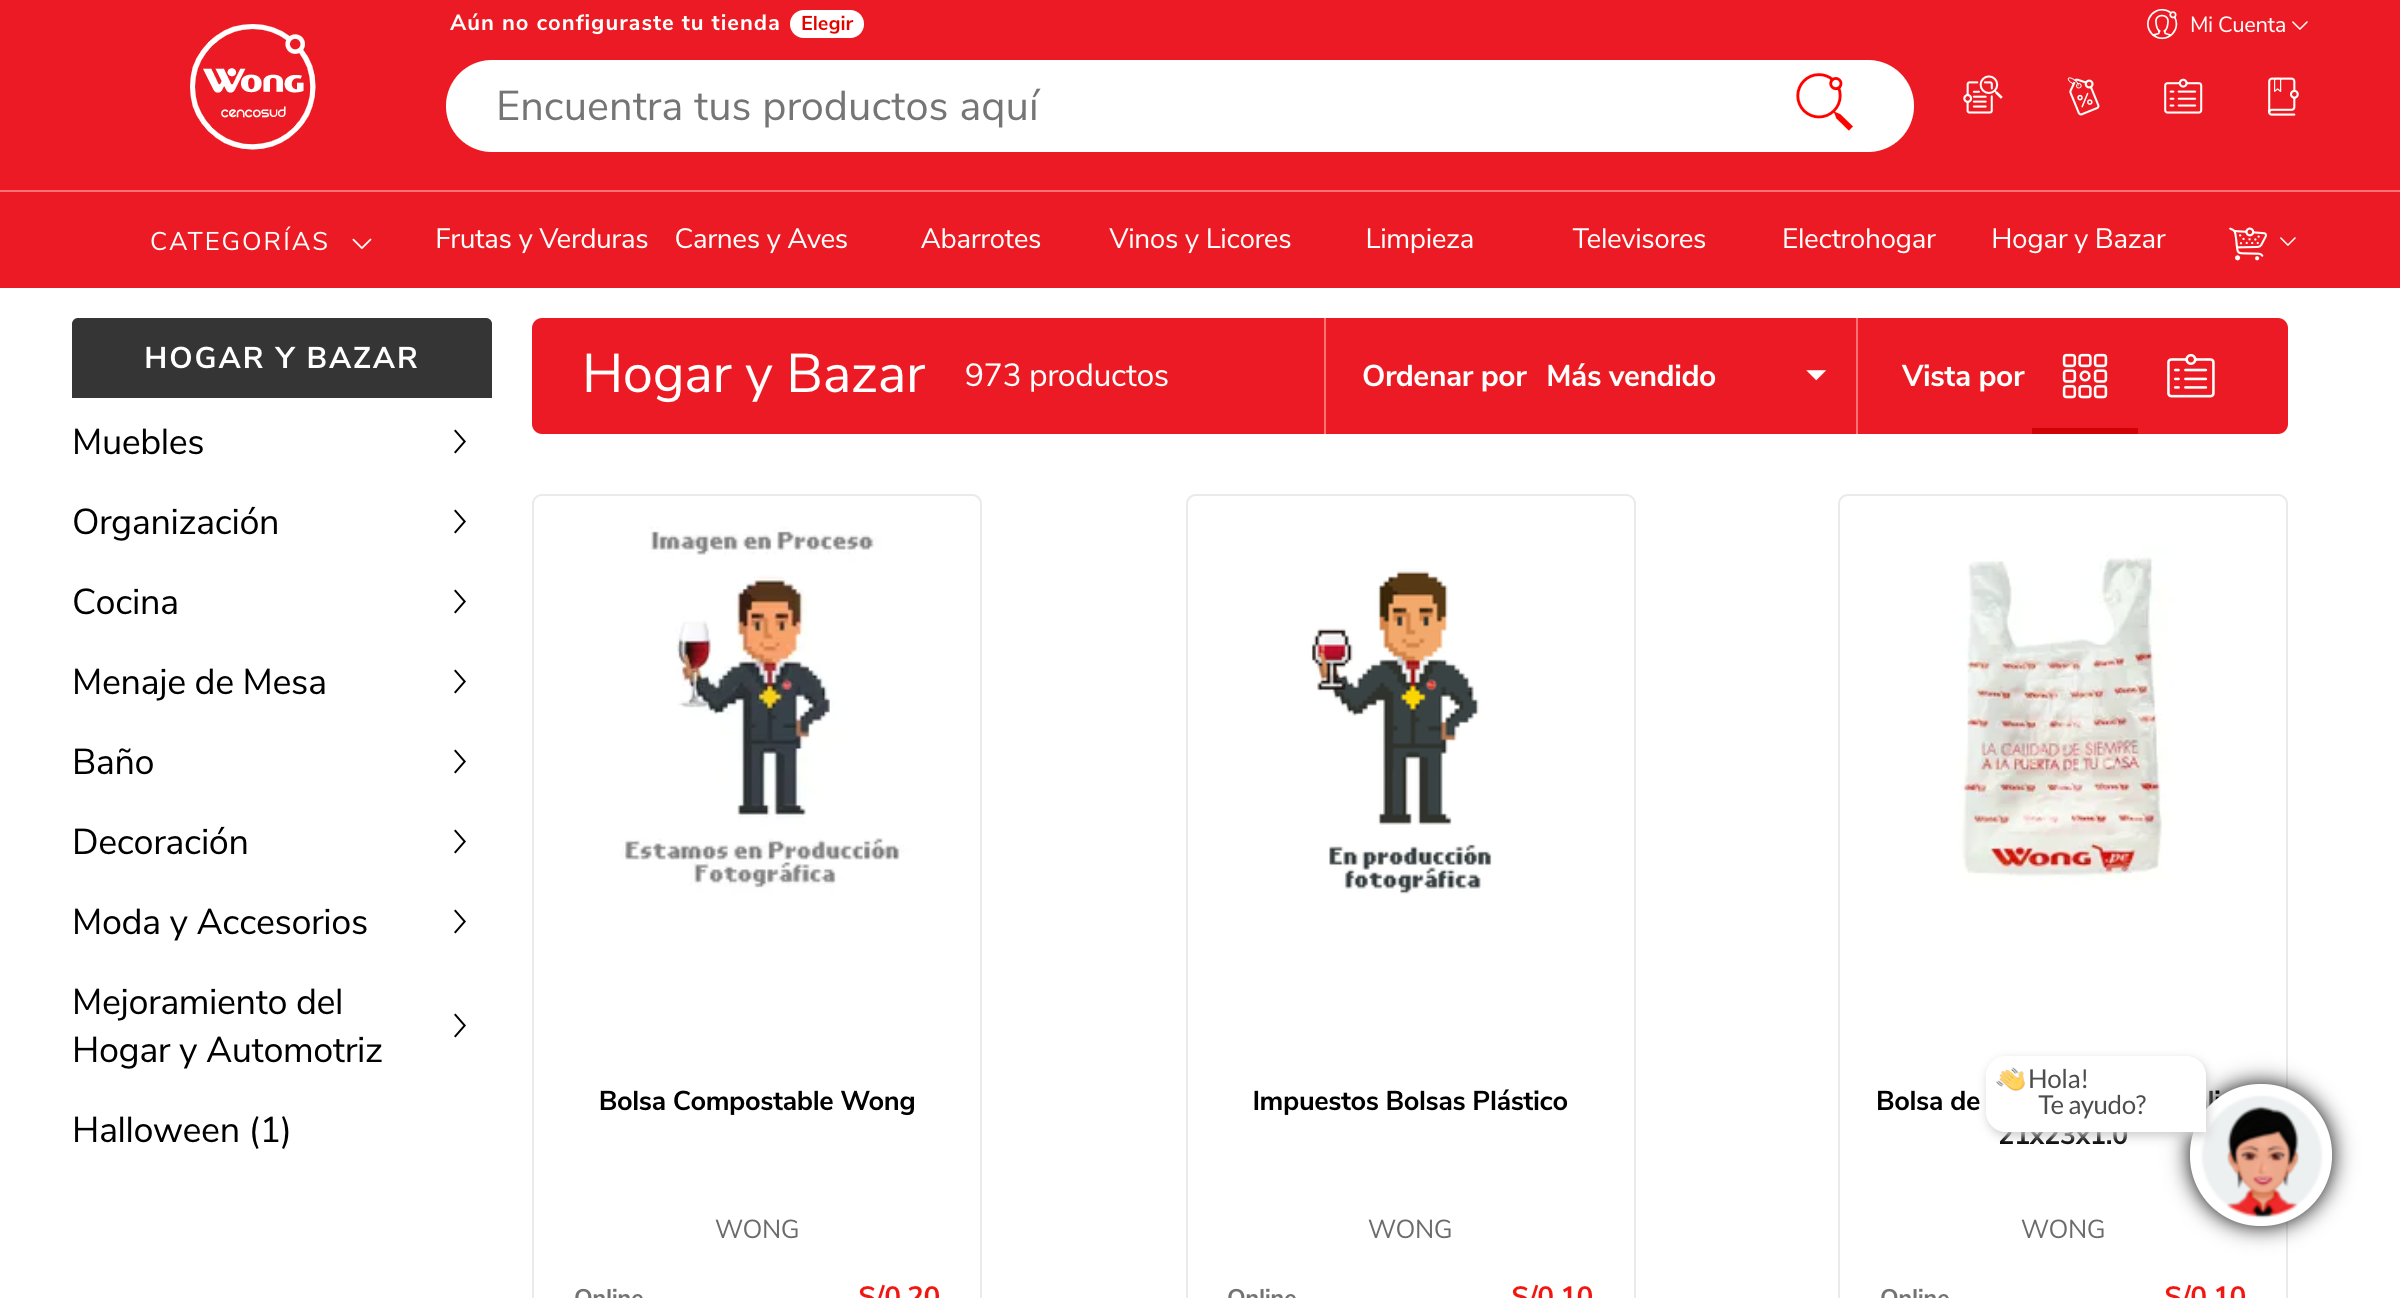 Aún no configuraste tu tienda Elegir
Mi Cuenta
Wong
cencosud
Encuentra tus productos aquí
CATEGORÍAS
Frutas y Verduras
Carnes y Aves
Abarrotes
Vinos y Licores
Limpieza
Televisores
Electrohogar
Hogar y Bazar
HOGAR Y BAZAR
Muebles
Organización
Cocina
Menaje de Mesa
Baño
Decoración
Moda y Accesorios
Mejoramiento del
Hogar y Automotriz
Halloween (1)
Hogar y Bazar 973 productos
Ordenar por Más vendido
Vista por
Imagen en Proceso
Estamos en Producción
Fotográfica
Bolsa Compostable Wong
WONG
Online S/0.20
En producción
fotográfica
Impuestos Bolsas Plástico
WONG
Online S/0.10
LA CALIDAD DE SIEMPRE
A LA PUERTA DE TU CASA
Wong .pe
Bolsa de
21x23x1.0
WONG
Online S/0.10
Hola!
Te ayudo?